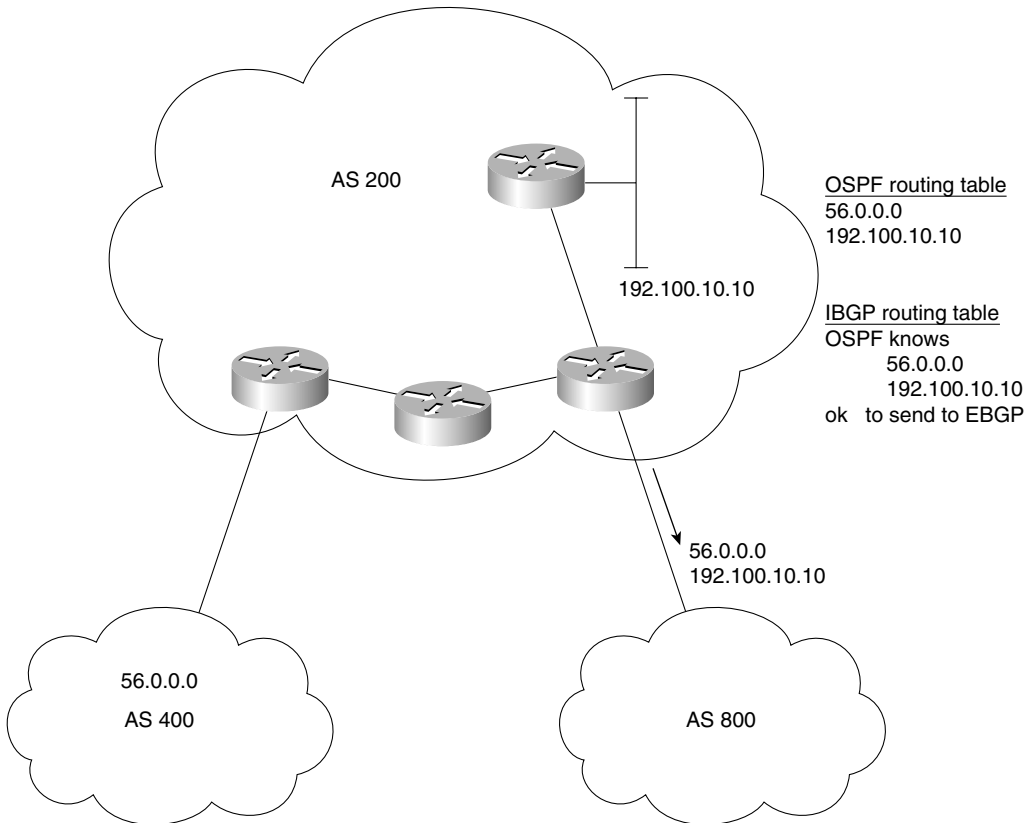 AS 200
192.100.10.10
OSPF routing table
56.0.0.0
192.100.10.10
IBGP routing table
OSPF knows
56.0.0.0
192.100.10.10
ok to send to EBGP
56.0.0.0
192.100.10.10
56.0.0.0
AS 400
AS 800